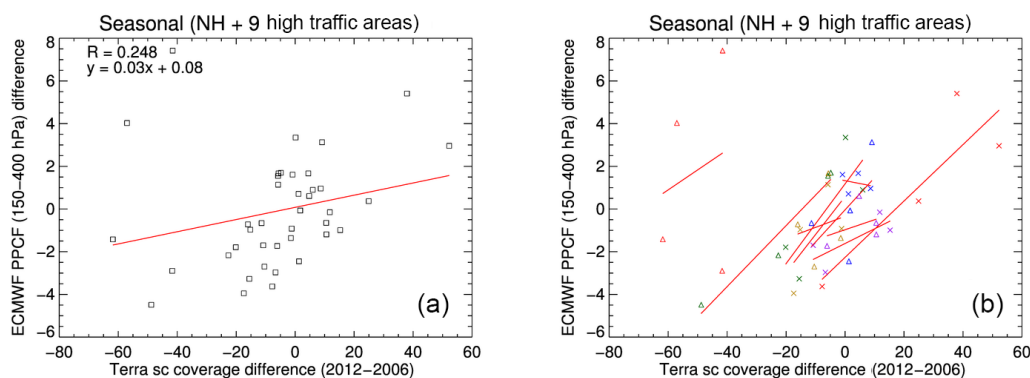 Seasonal (NH + 9 high traffic areas)
R = 0.248
y = 0.03x + 0.08
(a)
ECMWF PPCF (150−400 hPa) difference
8
6
4
2
0
−2
−4
−6
−80 −60 −40 −20 0 20 40 60
Terra sc coverage difference (2012−2006)
Seasonal (NH + 9 high traffic areas)
(b)
ECMWF PPCF (150−400 hPa) difference
8
6
4
2
0
−2
−4
−6
−80 −60 −40 −20 0 20 40 60
Terra sc coverage difference (2012−2006)